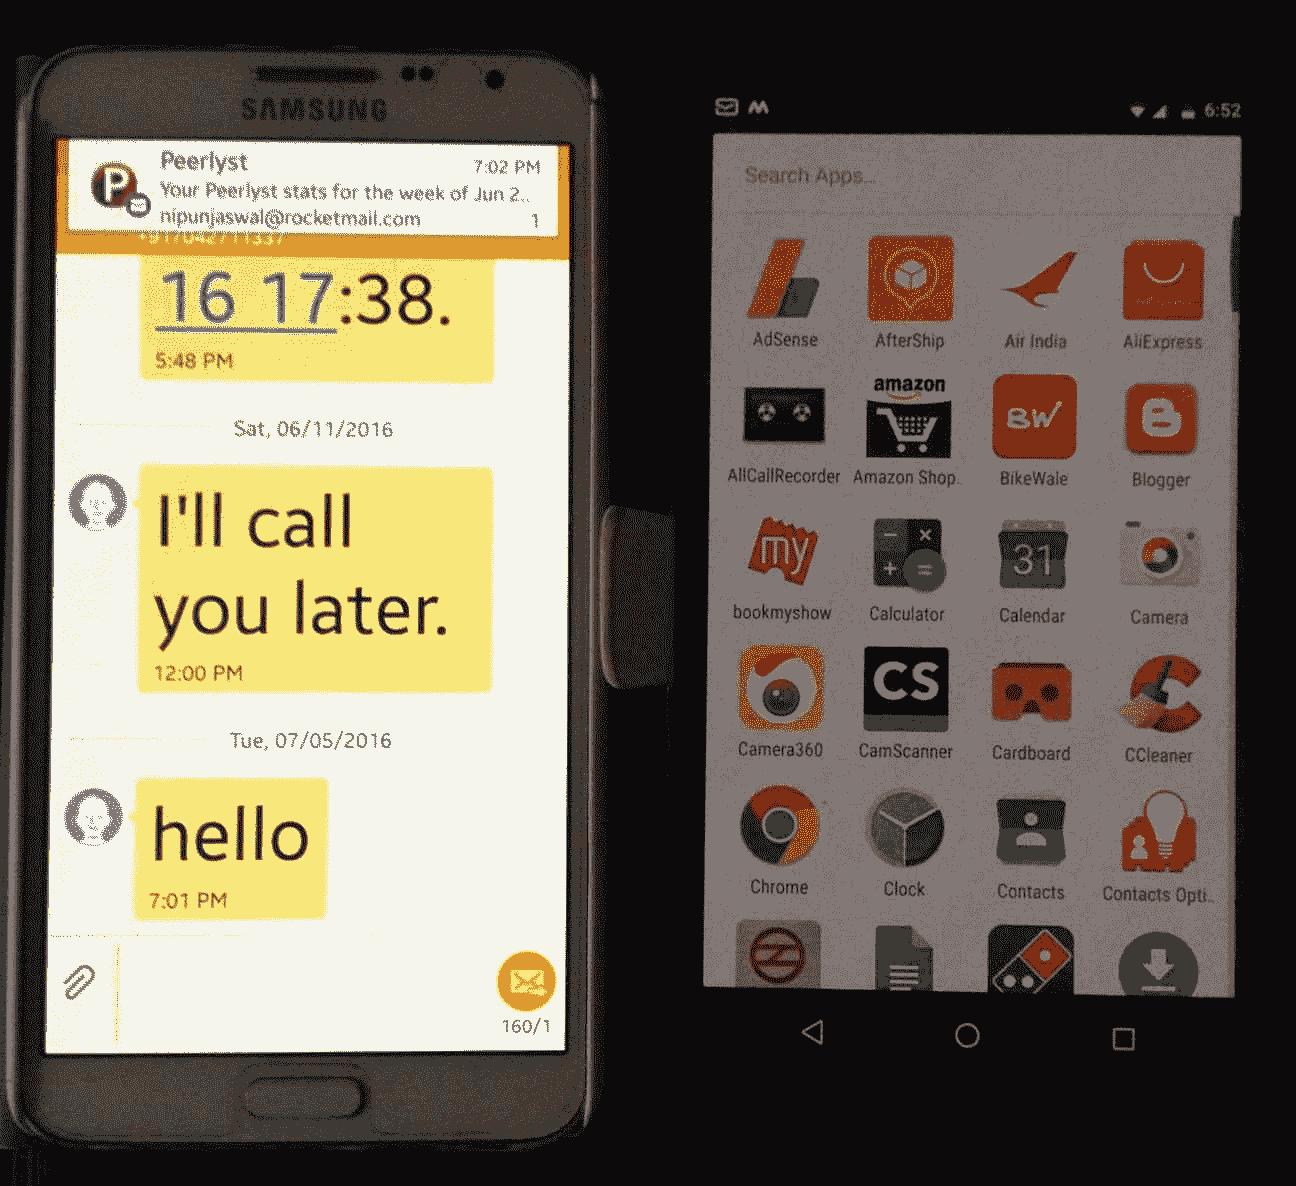 SAMSUNG
Peerlyst
7:02 PM
Your Peerlyst stats for the week of Jun 2..
nipunjaswal@rocketmail.com
1
16 17:38.
5:48 PM
Sat, 06/11/2016
I'll call
you later.
12:00 PM
Tue, 07/05/2016
hello
7:01 PM
160/1
6:52
Search Apps...
AdSense
AfterShip
Air India
AliExpress
amazon
BW
B
AllCallRecorder
Amazon Shop.
BikeWale
Blogger
my
31
bookmyshow
Calculator
Calendar
Camera
CS
Camera360
CamScanner
Cardboard
CCleaner
Chrome
Clock
Contacts
Contacts Opti..